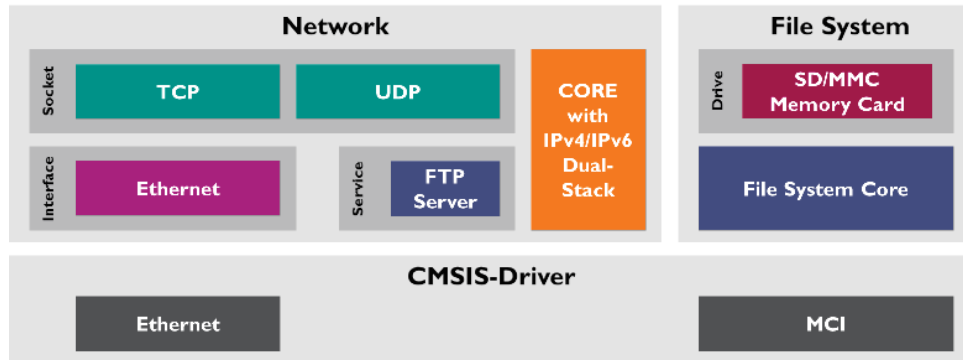 Network
Socket
TCP
UDP
CORE
with
IPv4/IPv6
Dual-
Stack
Interface
Ethernet
Service
FTP
Server
File System
Drive
SD/MMC
Memory Card
File System Core
CMSIS-Driver
Ethernet
MCI